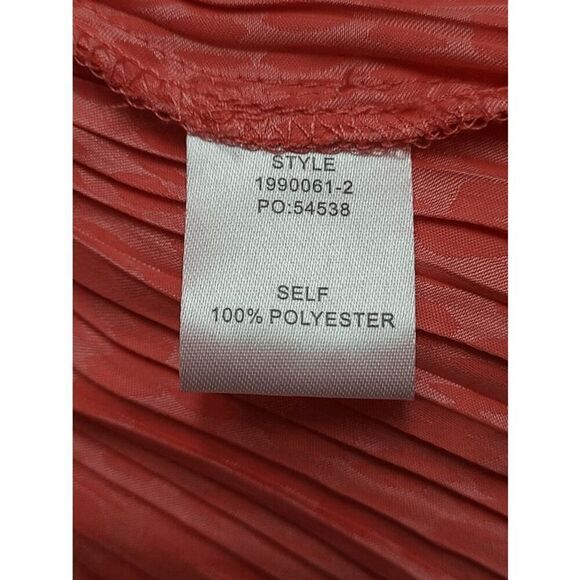 STYLE
1990061-2
PO:54538
SELF
100% POLYESTER